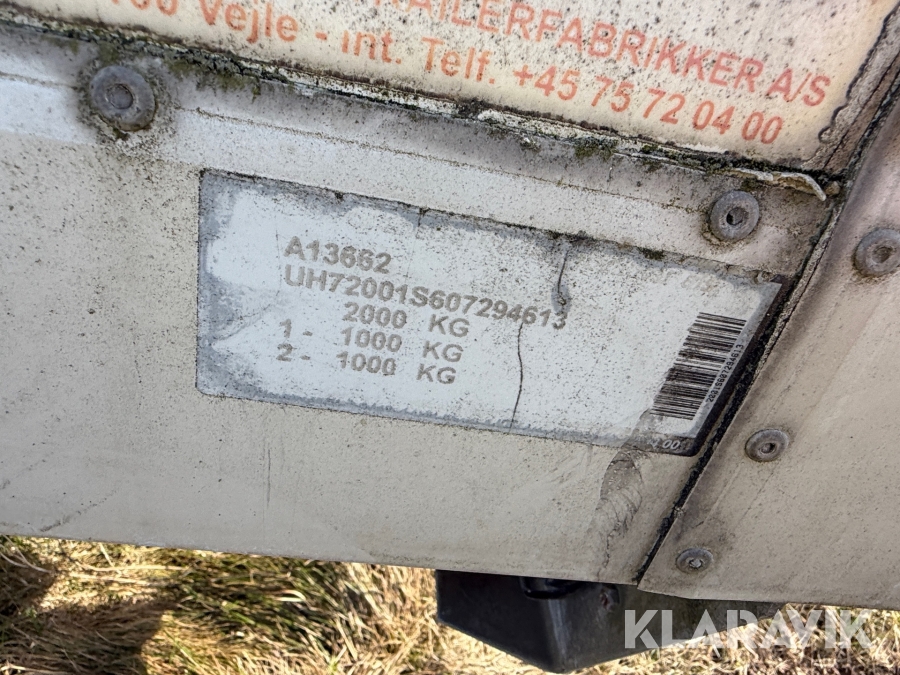 TRAILERFABRIKKER A/S
Vejle - int. Telf. +45 75 72 04 00
A13662
UH72001S607294613
2000 KG
1 - 1000 KG
2 - 1000 KG
KLARAVIK